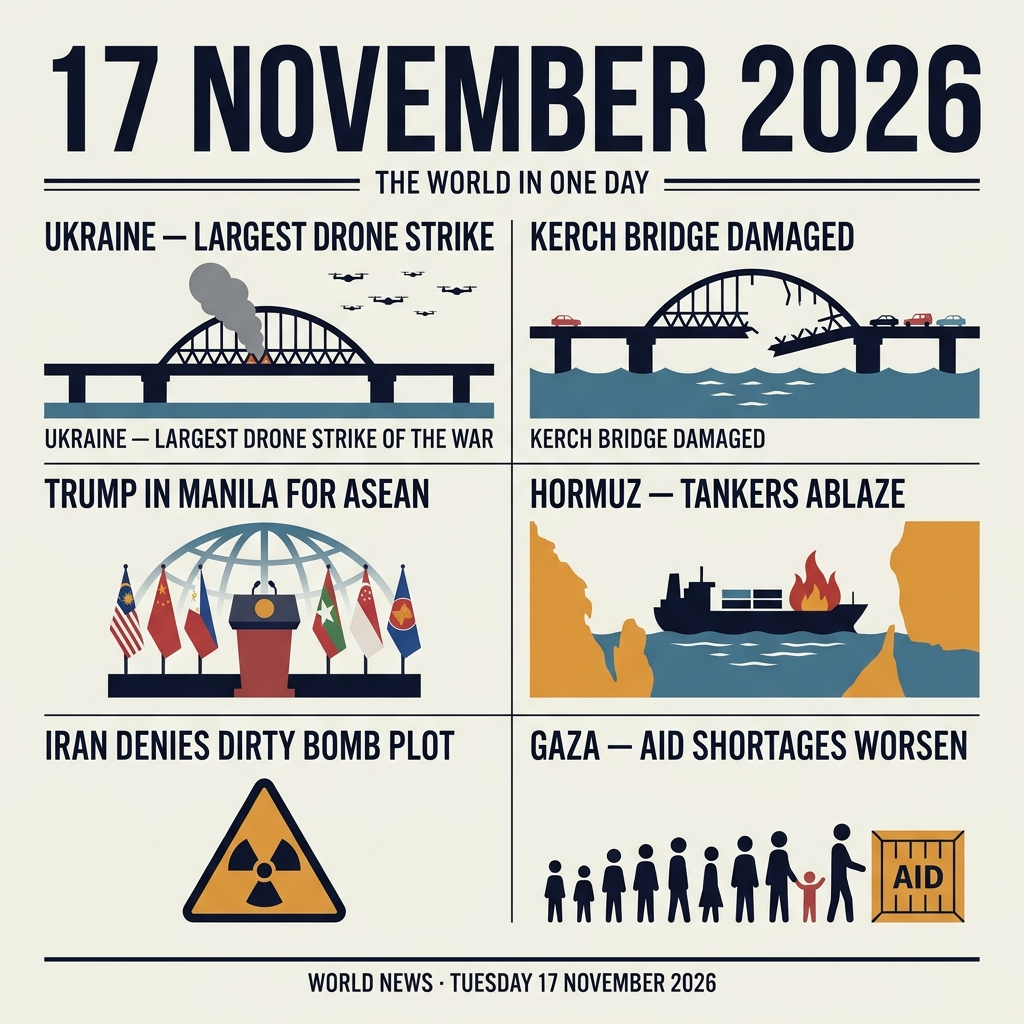 17 NOVEMBER 2026
THE WORLD IN ONE DAY
UKRAINE — LARGEST DRONE STRIKE
UKRAINE — LARGEST DRONE STRIKE OF THE WAR
KERCH BRIDGE DAMAGED
KERCH BRIDGE DAMAGED
TRUMP IN MANILA FOR ASEAN
HORMUZ — TANKERS ABLAZE
IRAN DENIES DIRTY BOMB PLOT
GAZA — AID SHORTAGES WORSEN
AID
WORLD NEWS · TUESDAY 17 NOVEMBER 2026